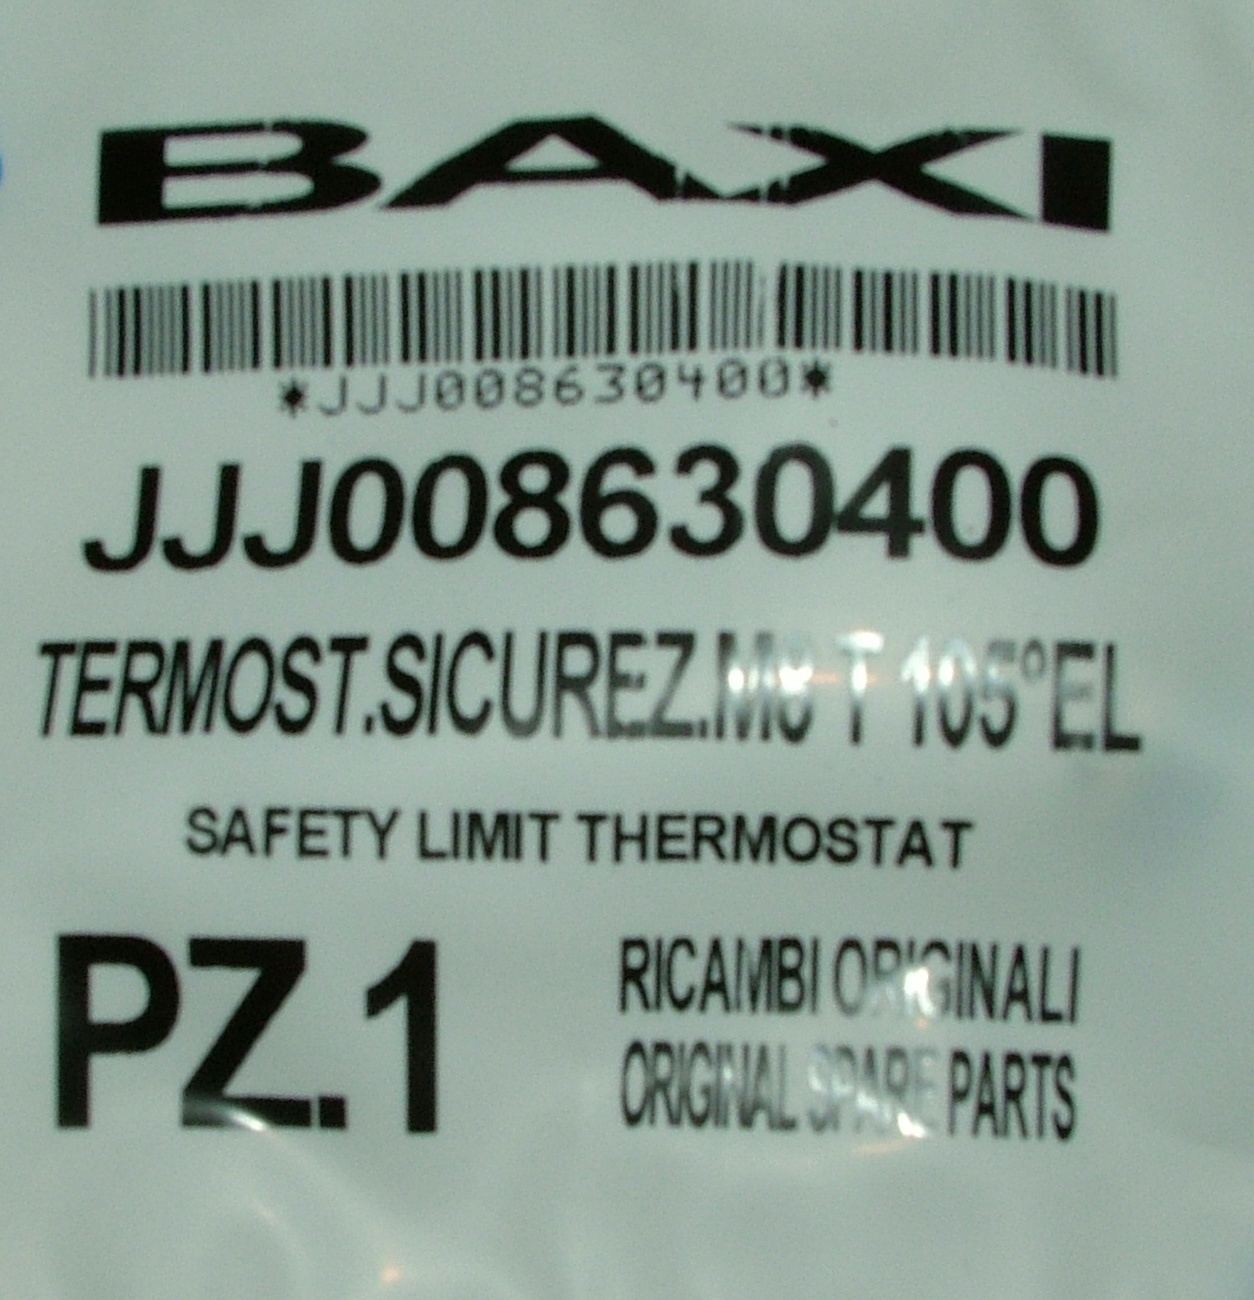 BAXI
*JJJ008630400*
JJJ008630400
TERMOST.SICUREZ.M8 T 105°EL
SAFETY LIMIT THERMOSTAT
PZ.1
RICAMBI ORIGINALI
ORIGINAL SPARE PARTS